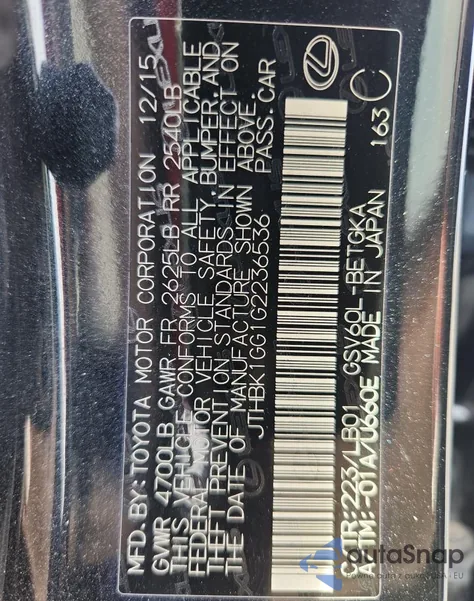 MFD. BY: TOYOTA MOTOR CORPORATION 12/15
GVWR 4700LB GAWR FR 2625LB RR 2540LB
THIS VEHICLE CONFORMS TO ALL APPLICABLE
FEDERAL MOTOR VEHICLE SAFETY, BUMPER, AND
THEFT PREVENTION STANDARDS IN EFFECT ON
THE DATE OF MANUFACTURE SHOWN ABOVE.
JTHBK1GG1G2236536 PASS. CAR
C/TR: 223/LB01 GSV60L-BETGKA
A/TM: -01A/U660E MADE IN JAPAN 163 C
autaSnap